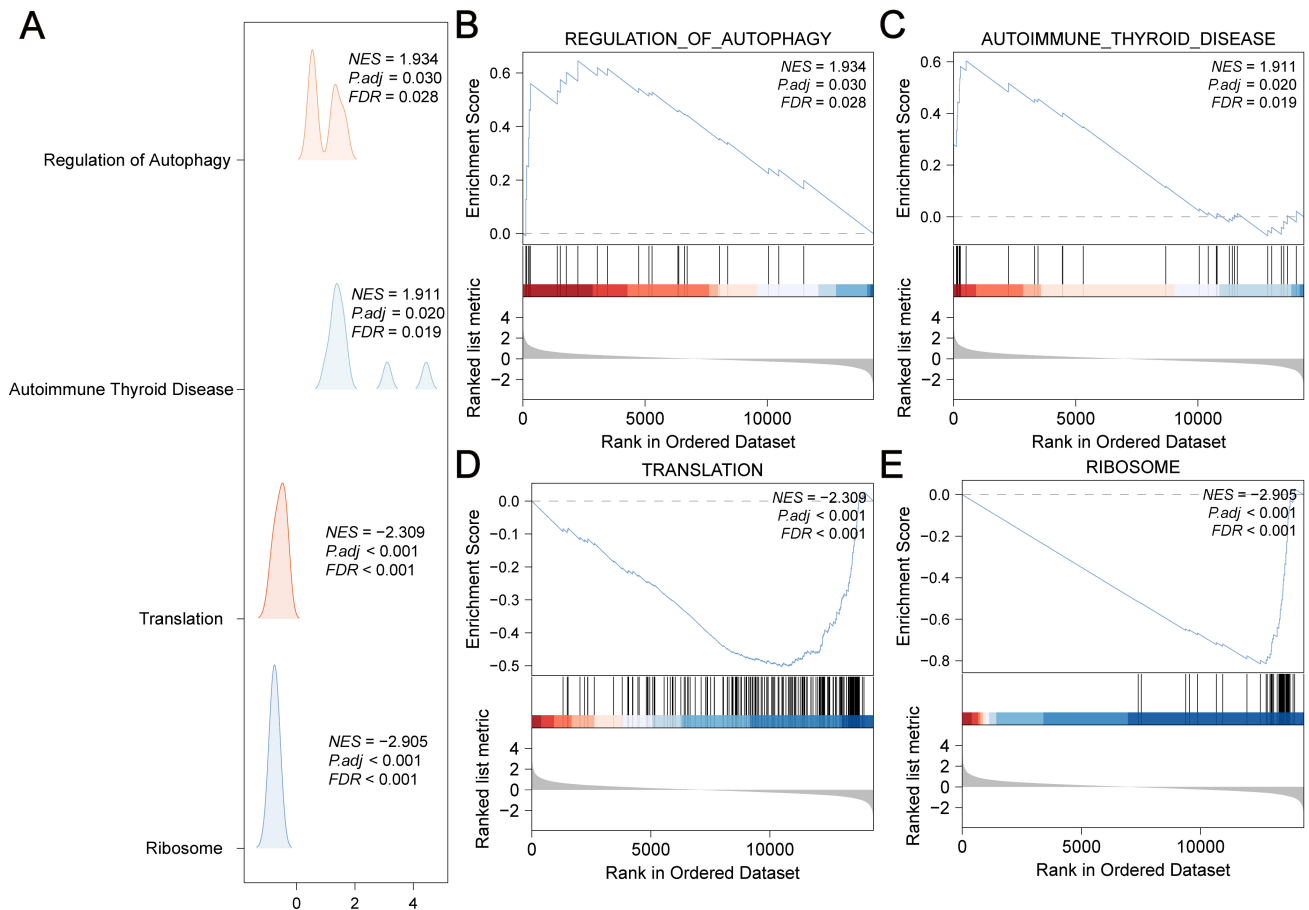 A
NES = 1.934
P.adj = 0.030
FDR = 0.028
Regulation of Autophagy
NES = 1.911
P.adj = 0.020
FDR = 0.019
Autoimmune Thyroid Disease
NES = −2.309
P.adj < 0.001
FDR < 0.001
Translation
NES = −2.905
P.adj < 0.001
FDR < 0.001
Ribosome
0 2 4
B
REGULATION_OF_AUTOPHAGY
NES = 1.934
P.adj = 0.030
FDR = 0.028
Enrichment Score
0.6
0.4
0.2
0.0
Ranked list metric
4
2
0
−2
0 5000 10000
Rank in Ordered Dataset
C
AUTOIMMUNE_THYROID_DISEASE
NES = 1.911
P.adj = 0.020
FDR = 0.019
Enrichment Score
0.6
0.4
0.2
0.0
Ranked list metric
4
2
0
−2
0 5000 10000
Rank in Ordered Dataset
D
TRANSLATION
NES = −2.309
P.adj < 0.001
FDR < 0.001
Enrichment Score
0.0
−0.1
−0.2
−0.3
−0.4
−0.5
Ranked list metric
4
2
0
−2
0 5000 10000
Rank in Ordered Dataset
E
RIBOSOME
NES = −2.905
P.adj < 0.001
FDR < 0.001
Enrichment Score
0.0
−0.2
−0.4
−0.6
−0.8
Ranked list metric
4
2
0
−2
0 5000 10000
Rank in Ordered Dataset